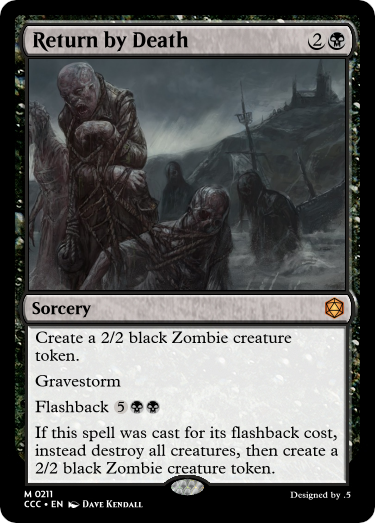 Return by Death 2
Sorcery
Create a 2/2 black Zombie creature
token.
Gravestorm
Flashback 5
If this spell was cast for its flashback cost,
instead destroy all creatures, then create a
2/2 black Zombie creature token.
M 0211
CCC • EN DAVE KENDALL
Designed by .5